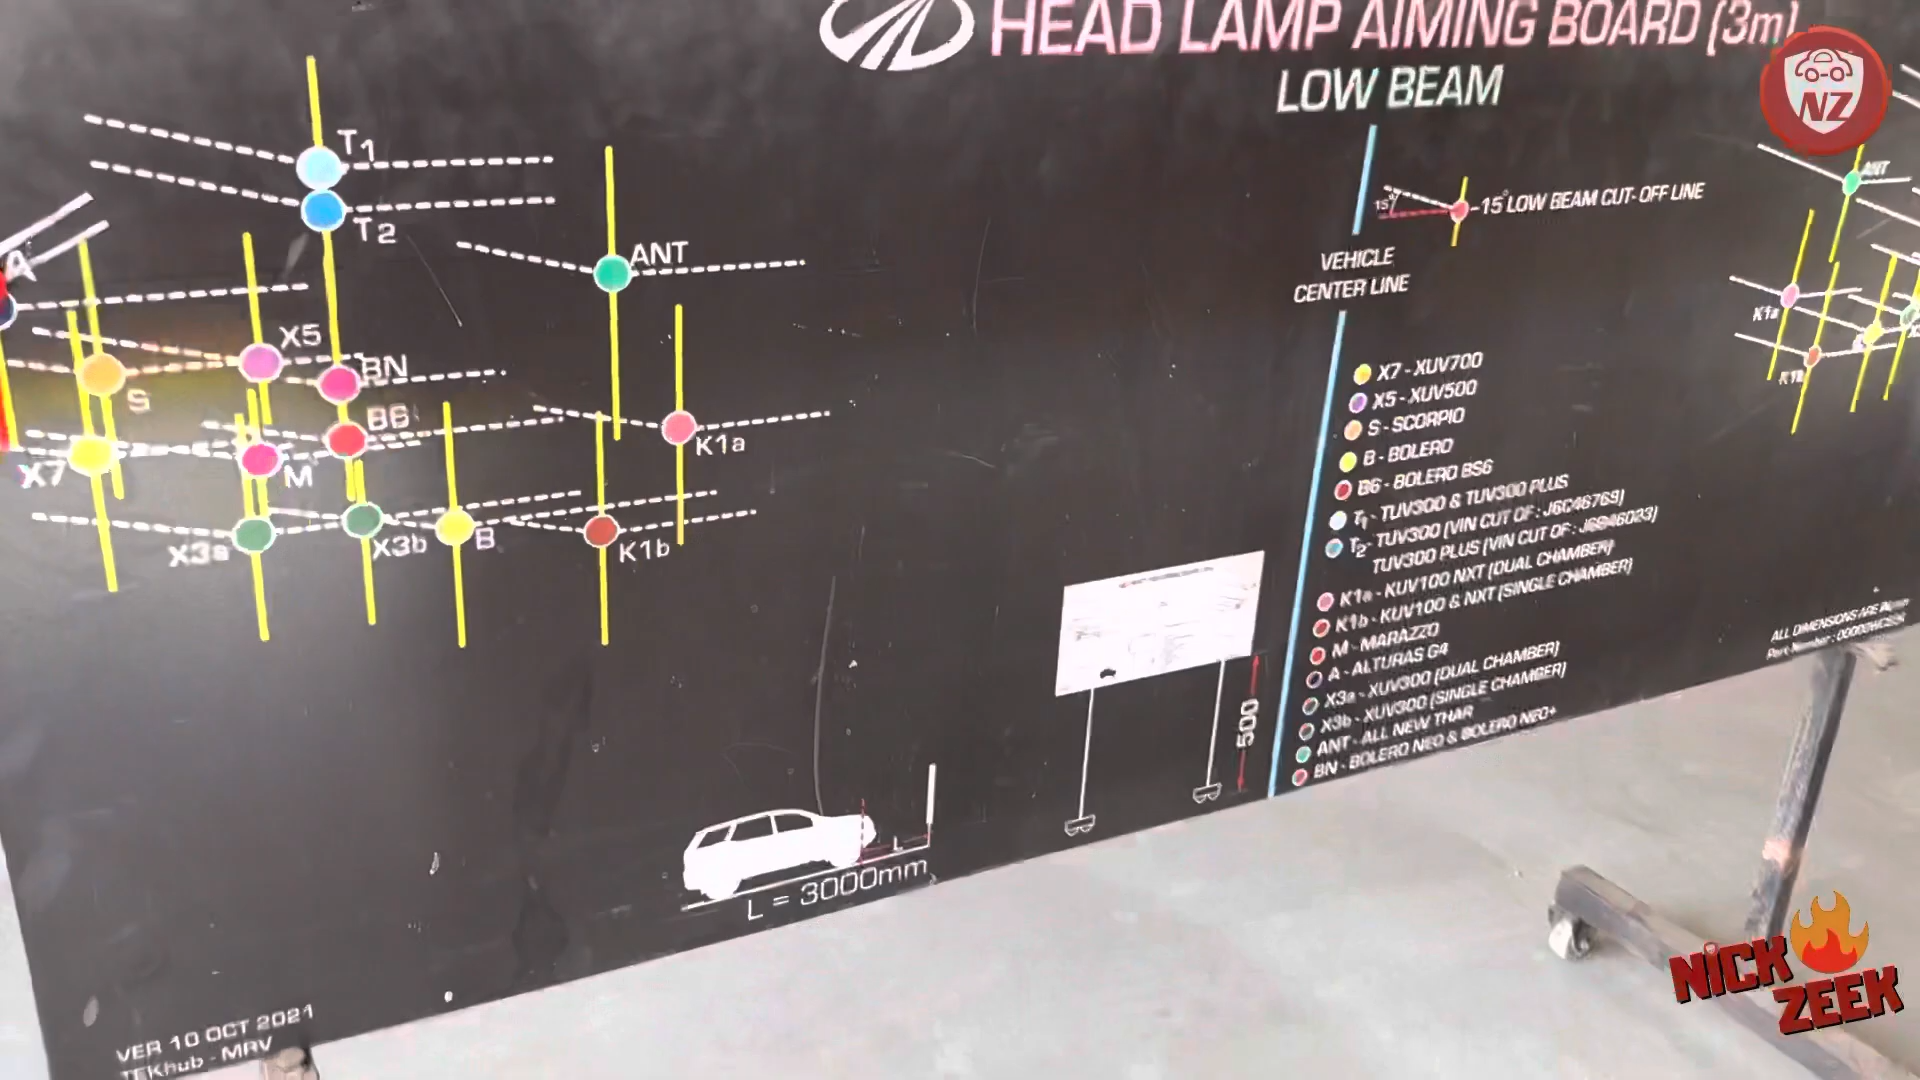 HEAD LAMP AIMING BOARD (3m)
LOW BEAM
NZ
T1
T2
ANT
A
X5
BN
S
B6
K1a
X7
M
X3a
X3b
B
K1b
15°
15° LOW BEAM CUT-OFF LINE
VEHICLE
CENTER LINE
X7 - XUV700
X5 - XUV500
S - SCORPIO
B - BOLERO
B6 - BOLERO BS6
T1 - TUV300 & TUV300 PLUS
T2 - TUV300 (VIN CUT OF : J6C46769)
TUV300 PLUS (VIN CUT OF :
K1a - KUV100 NXT (DUAL CHAMBER)
K1b - KUV100 & NXT (SINGLE CHAMBER)
M - MARAZZO
A - ALTURAS G4
X3a - XUV300 (DUAL CHAMBER)
X3b - XUV300 (SINGLE CHAMBER)
ANT - ALL NEW THAR
BN - BOLERO NEO & BOLERO NEO+
ANT
K1a
K1b
500
L
L = 3000mm
ALL DIMENSIONS ARE IN
Part Number :
VER 10 OCT 2021
TEKhub - MRV
NICK
ZEEK